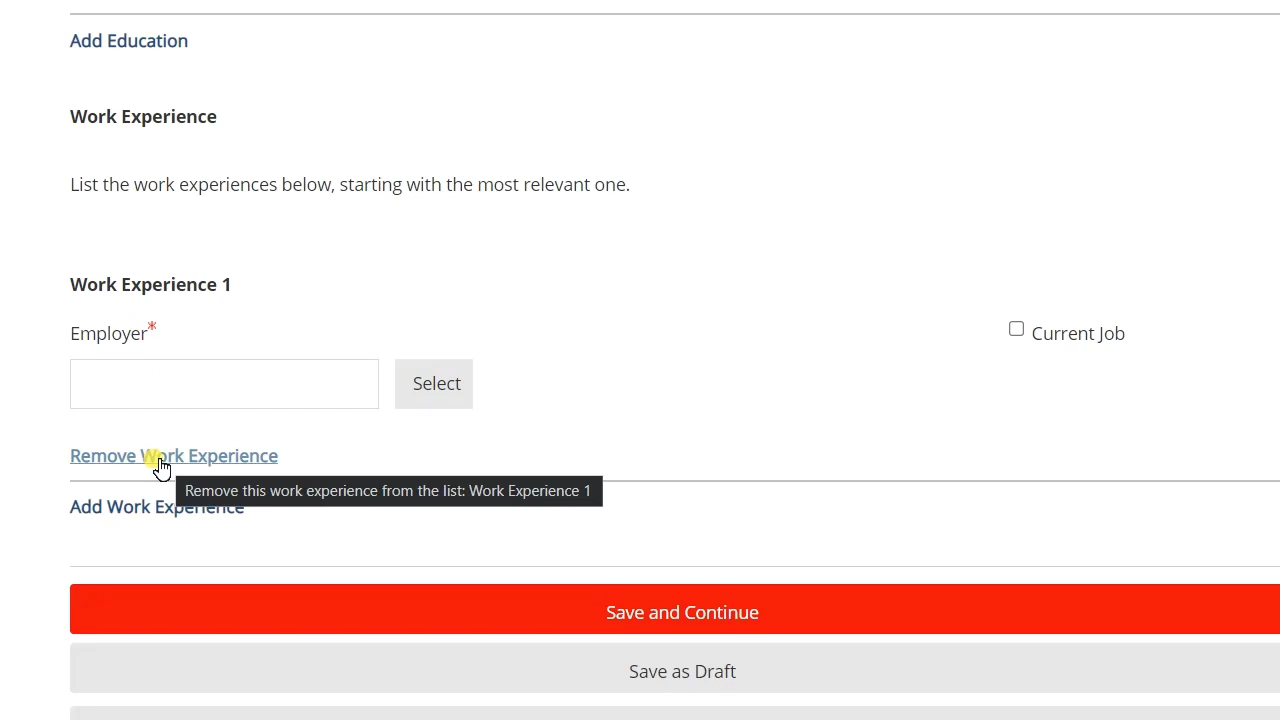 Add Education
Work Experience
List the work experiences below, starting with the most relevant one.
Work Experience 1
Employer*
Current Job
Select
Remove Work Experience
Remove this work experience from the list: Work Experience 1
Add Work Experience
Save and Continue
Save as Draft